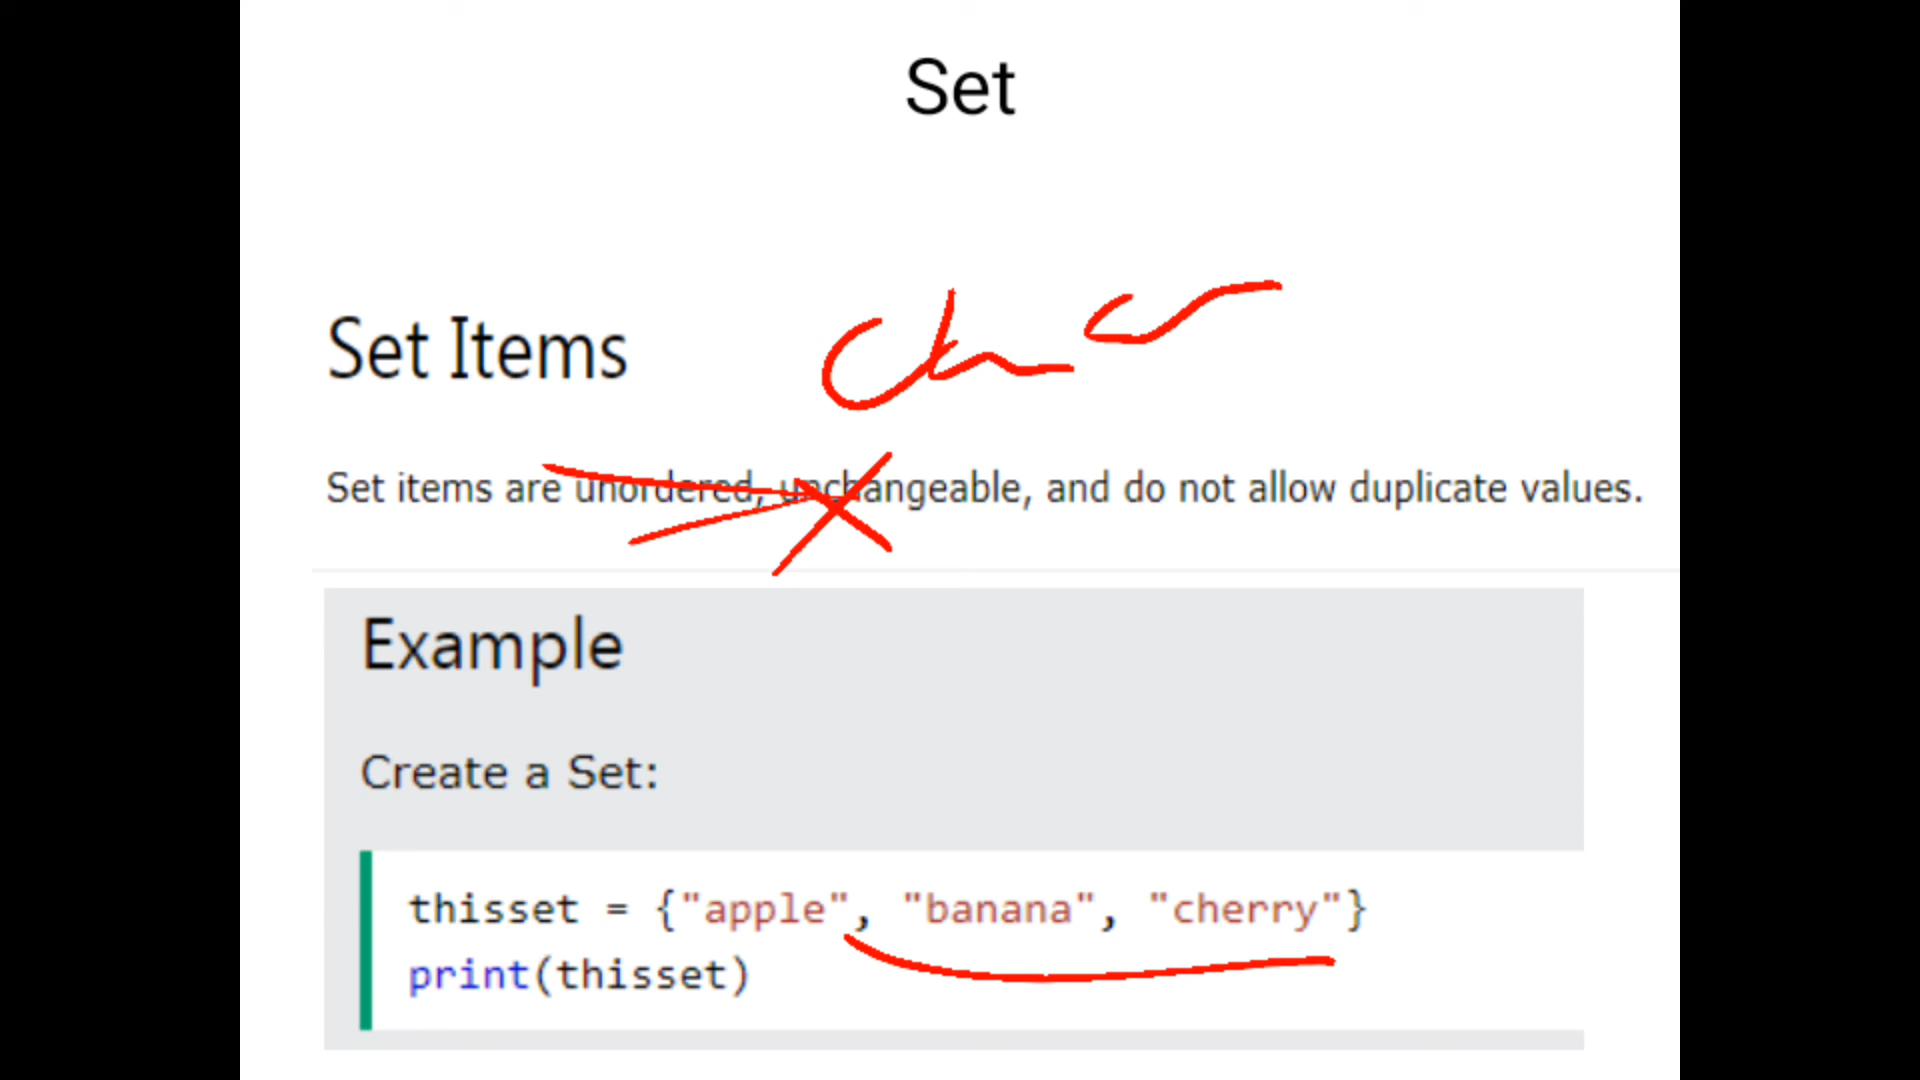 Set
Set Items
Set items are unordered, unchangeable, and do not allow duplicate values.
Example
Create a Set:
thisset = {"apple", "banana", "cherry"}
print(thisset)